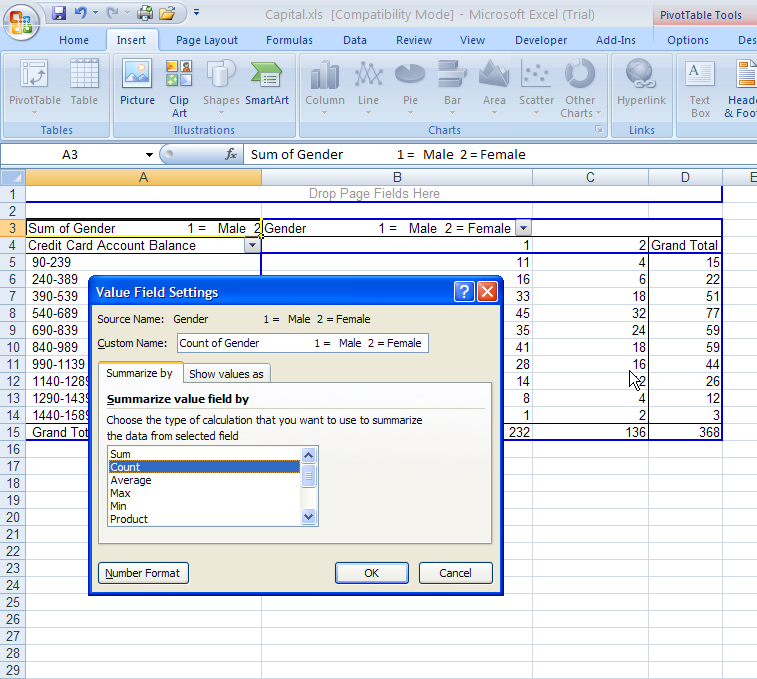 Capital.xls [Compatibility Mode] - Microsoft Excel (Trial) PivotTable Tools
Home Insert Page Layout Formulas Data Review View Developer Add-Ins Options Des
PivotTable Table Picture Clip Art Shapes SmartArt Column Line Pie Bar Area Scatter Other Charts Hyperlink Text Box Heade & Foo
Tables Illustrations Charts Links
A3 fx Sum of Gender 1 = Male 2 = Female
A B C D E
1 Drop Page Fields Here
2
3 Sum of Gender 1 = Male 2 Gender 1 = Male 2 = Female
4 Credit Card Account Balance 1 2 Grand Total
5 90-239 11 4 15
6 240-389 16 6 22
7 390-539 33 18 51
8 540-689 45 32 77
9 690-839 35 24 59
10 840-989 41 18 59
11 990-1139 28 16 44
12 1140-1289 14 26
13 1290-1439 8 4 12
14 1440-1589 1 2 3
15 Grand Tot 232 136 368
16
17
18
19
20
21
22
23
24
25
26
27
28
29
Value Field Settings
Source Name: Gender 1 = Male 2 = Female
Custom Name: Count of Gender 1 = Male 2 = Female
Summarize by Show values as
Summarize value field by
Choose the type of calculation that you want to use to summarize
the data from selected field
Sum
Count
Average
Max
Min
Product
Number Format OK Cancel